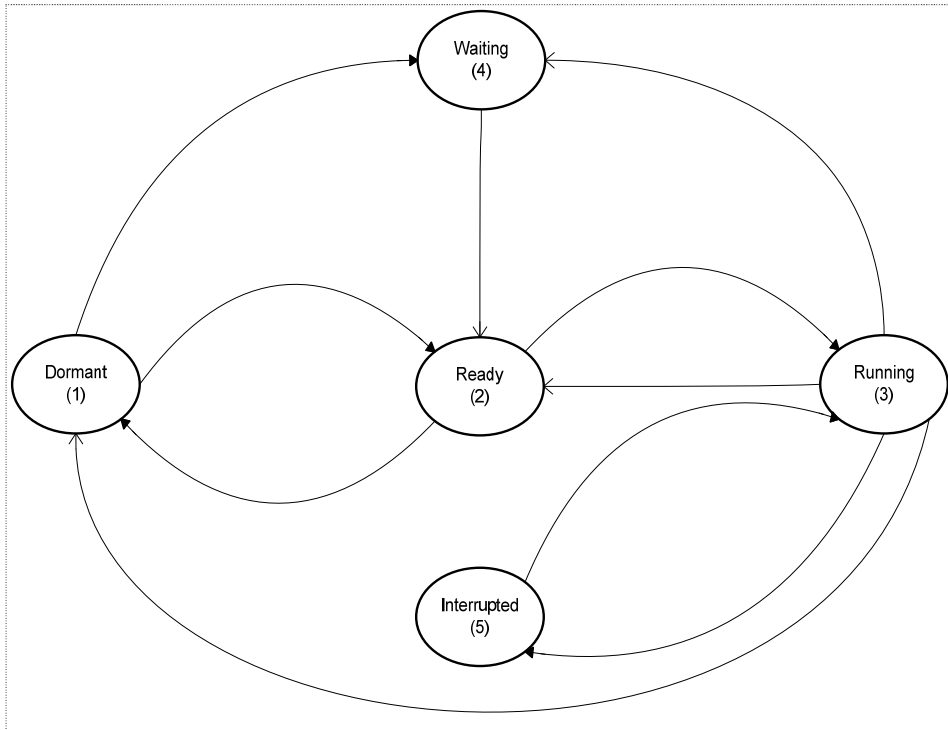 Waiting
(4)
Dormant
(1)
Ready
(2)
Running
(3)
Interrupted
(5)